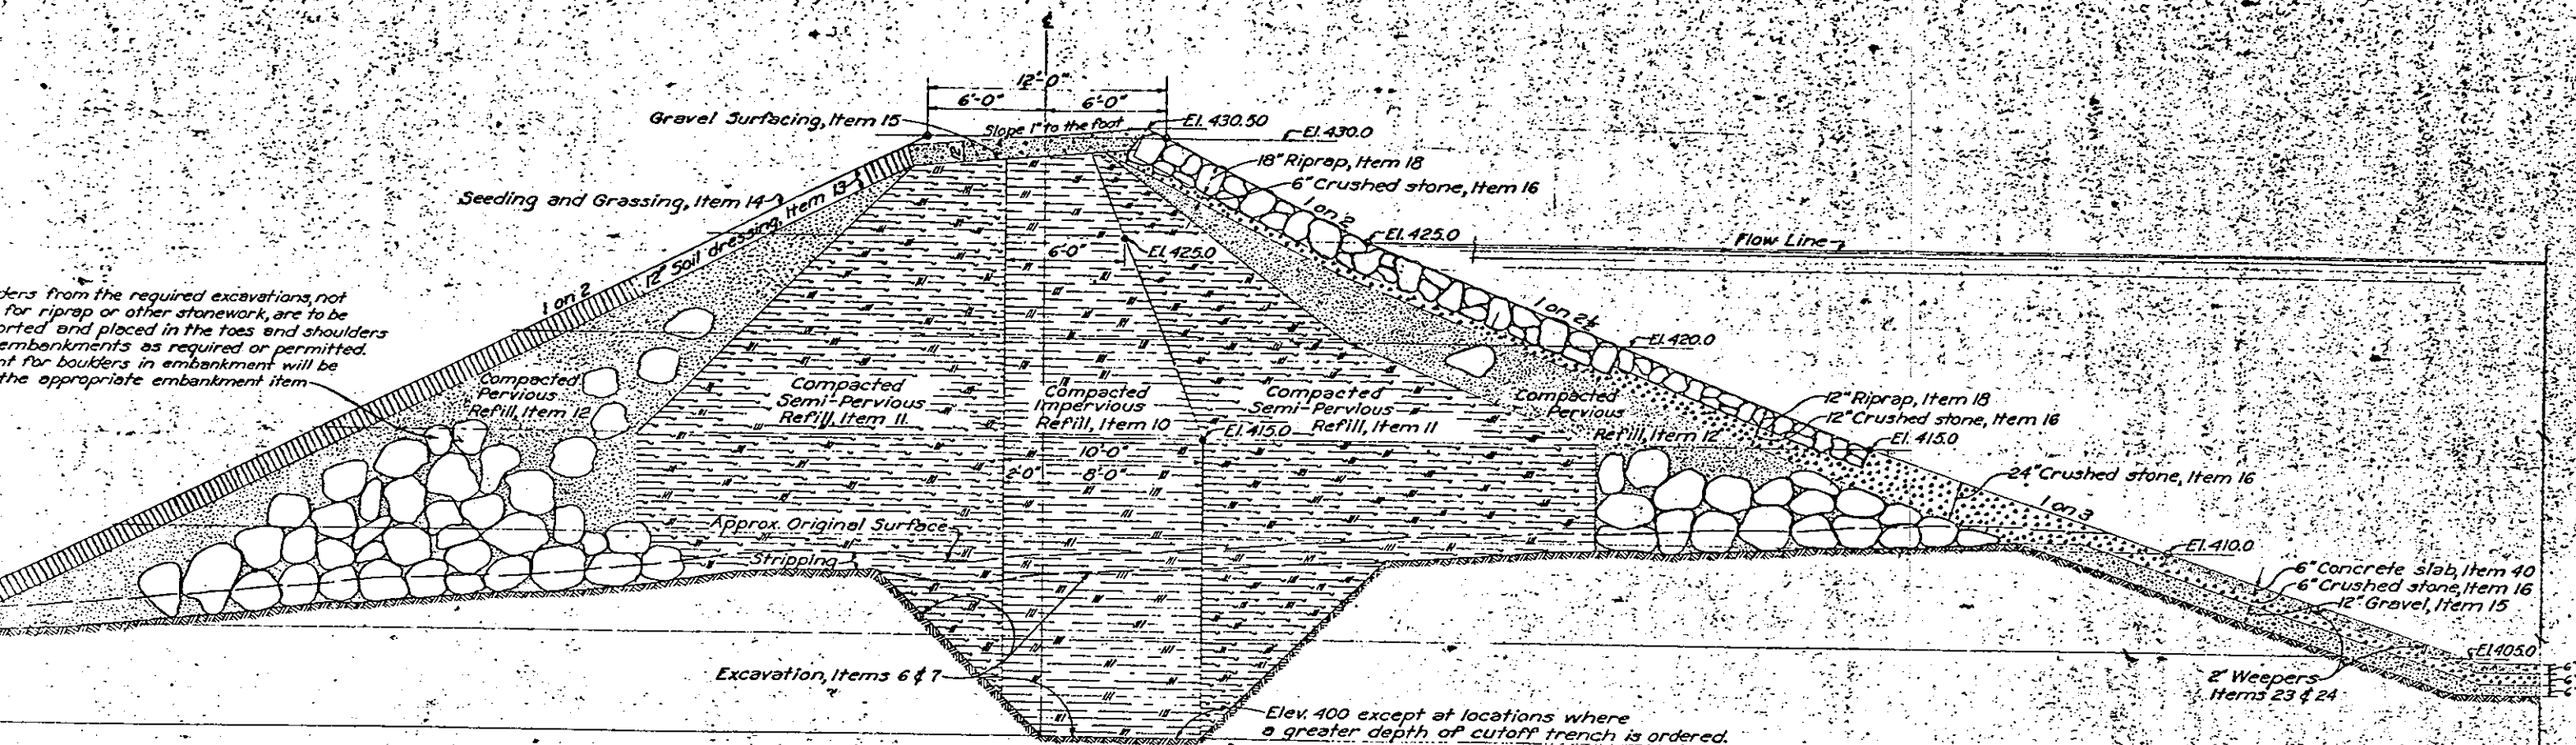 12'-0"
6'-0" 6'-0"
Gravel Surfacing, Item 15
Slope 1" to the foot
El. 430.50
El. 430.0
18" Riprap, Item 18
6" Crushed stone, Item 16
Seeding and Grassing, Item 14
12" Soil dressing, Item 13
1 on 2
1 on 2
El. 425.0
Flow Line
6'-0"
El. 425.0
ders from the required excavations, not
for riprap or other stonework, are to be
orted and placed in the toes and shoulders
embankments as required or permitted.
nt for boulders in embankment will be
the appropriate embankment item
1 on 2½
El. 420.0
Compacted
Pervious
Refill, Item 12
Compacted
Semi-Pervious
Refill, Item 11
Compacted
Impervious
Refill, Item 10
Compacted
Semi-Pervious
Refill, Item 11
Compacted
Pervious
Refill, Item 12
12" Riprap, Item 18
12" Crushed stone, Item 16
El. 415.0
El. 415.0
10'-0"
2'-0" 8'-0"
24" Crushed stone, Item 16
1 on 3
Approx. Original Surface
Stripping
El. 410.0
6" Concrete slab, Item 40
6" Crushed stone, Item 16
12" Gravel, Item 15
El. 405.0
Excavation, Items 6 & 7
2" Weepers
Items 23 & 24
Elev. 400 except at locations where
a greater depth of cutoff trench is ordered.